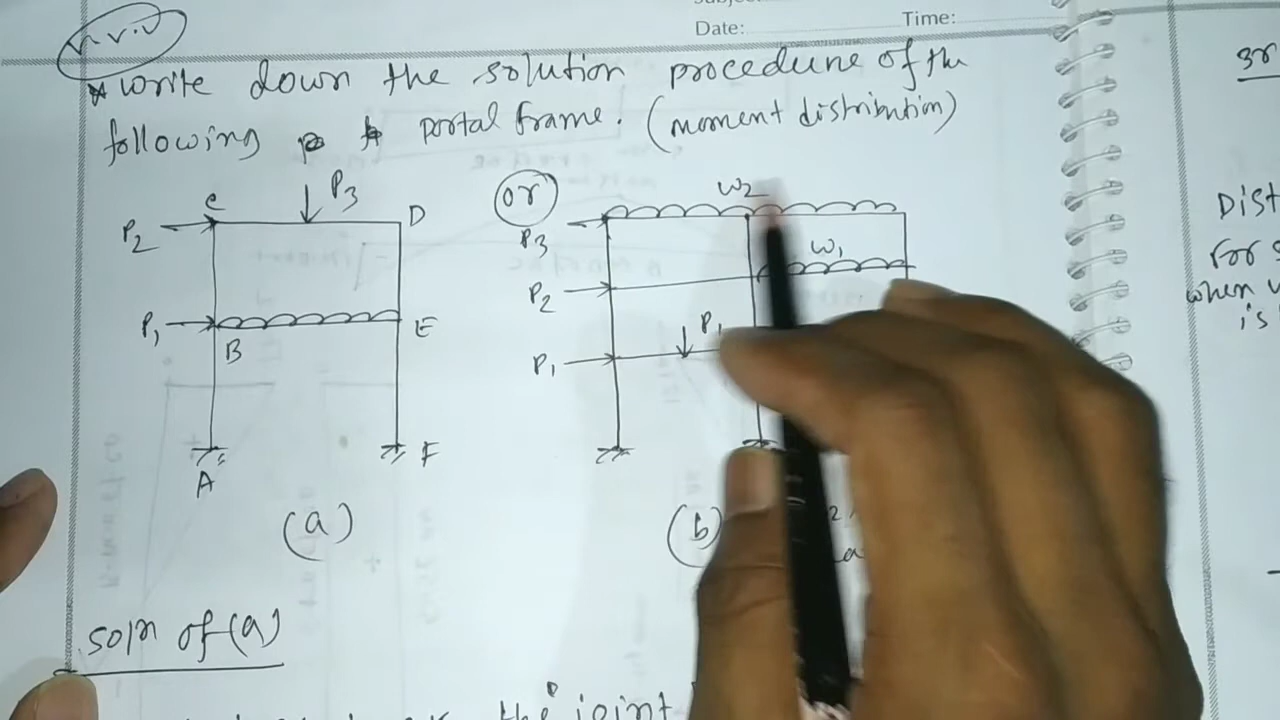 Date:
Time:
v.v.v
* write down the solution procedure of the
following portal frame. (moment distribution)
C
P3
P2
D
P1
B
E
A
F
(a)
or
W2
P3
W1
P2
P1
P1
(b)
soln of (a)
the joint
Dist
for
when
is